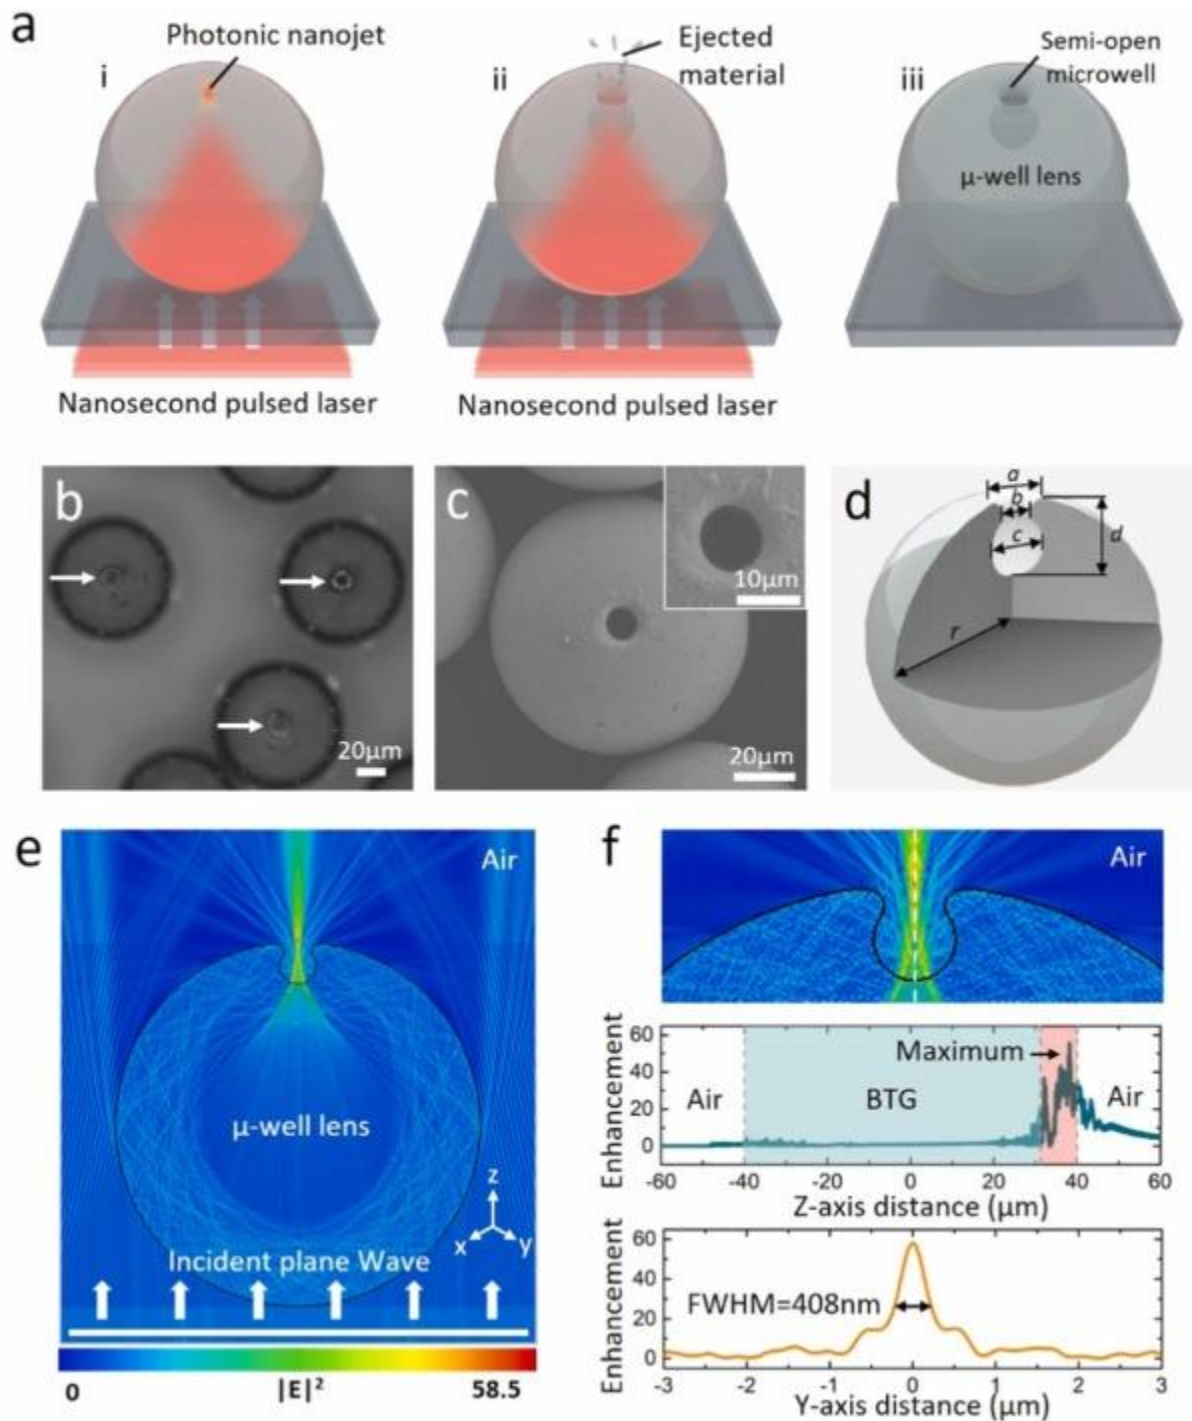 a
Photonic nanojet
i
Nanosecond pulsed laser
ii
Ejected
material
Nanosecond pulsed laser
iii
Semi-open
microwell
μ-well lens
b
20μm
c
10μm
20μm
d
a
b
c
d
r
e
Air
μ-well lens
z
x
y
Incident plane Wave
0
|E|²
58.5
f
Air
Enhancement
60
40
20
0
Maximum
Air
BTG
Air
-60 -40 -20 0 20 40 60
Z-axis distance (μm)
Enhancement
60
40
20
0
FWHM=408nm
-3 -2 -1 0 1 2 3
Y-axis distance (μm)